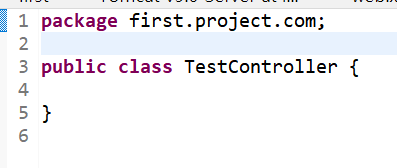 1 package first.project.com;
2
3 public class TestController {
4
5 }
6